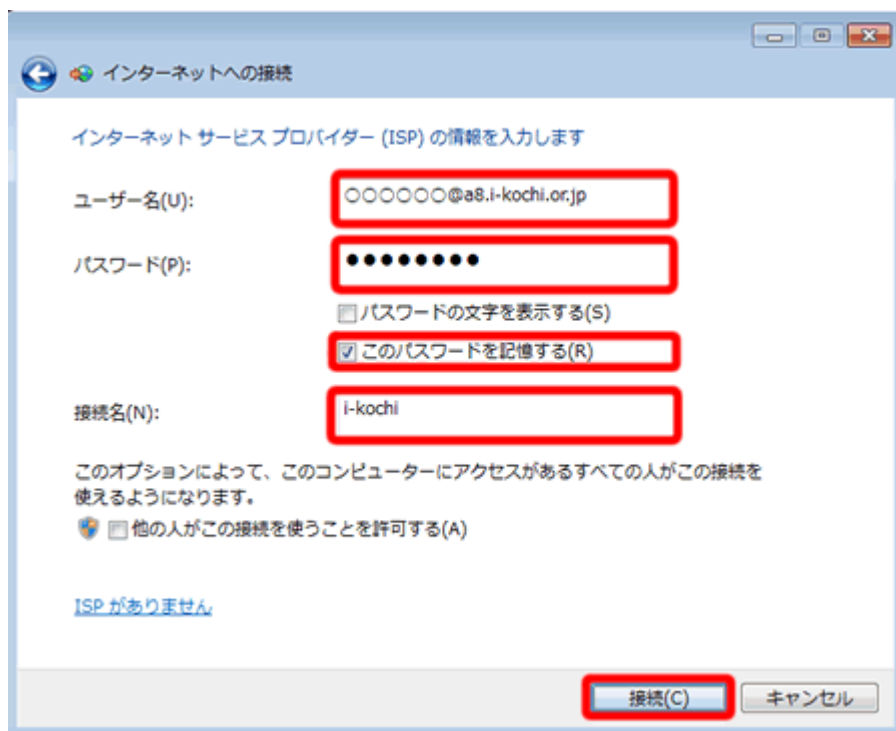 インターネットへの接続
インターネット サービス プロバイダー (ISP) の情報を入力します
ユーザー名(U):
○○○○○○@a8.i-kochi.or.jp
パスワード(P):
●●●●●●●●
パスワードの文字を表示する(S)
このパスワードを記憶する(R)
接続名(N):
i-kochi
このオプションによって、このコンピューターにアクセスがあるすべての人がこの接続を
使えるようになります。
他の人がこの接続を使うことを許可する(A)
ISP がありません
接続(C)
キャンセル